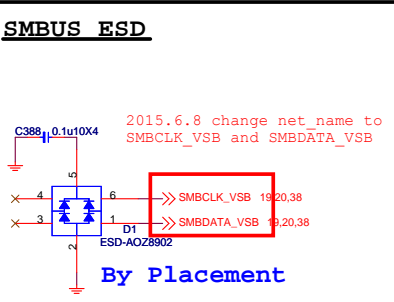 SMBUS ESD
2015.6.8 change net_name to
SMBCLK_VSB and SMBDATA_VSB
C388 0.1u10X4
5
4 6 SMBCLK_VSB 19,20,38
3 1 SMBDATA_VSB 19,20,38
D1
2
ESD-AOZ8902
By Placement